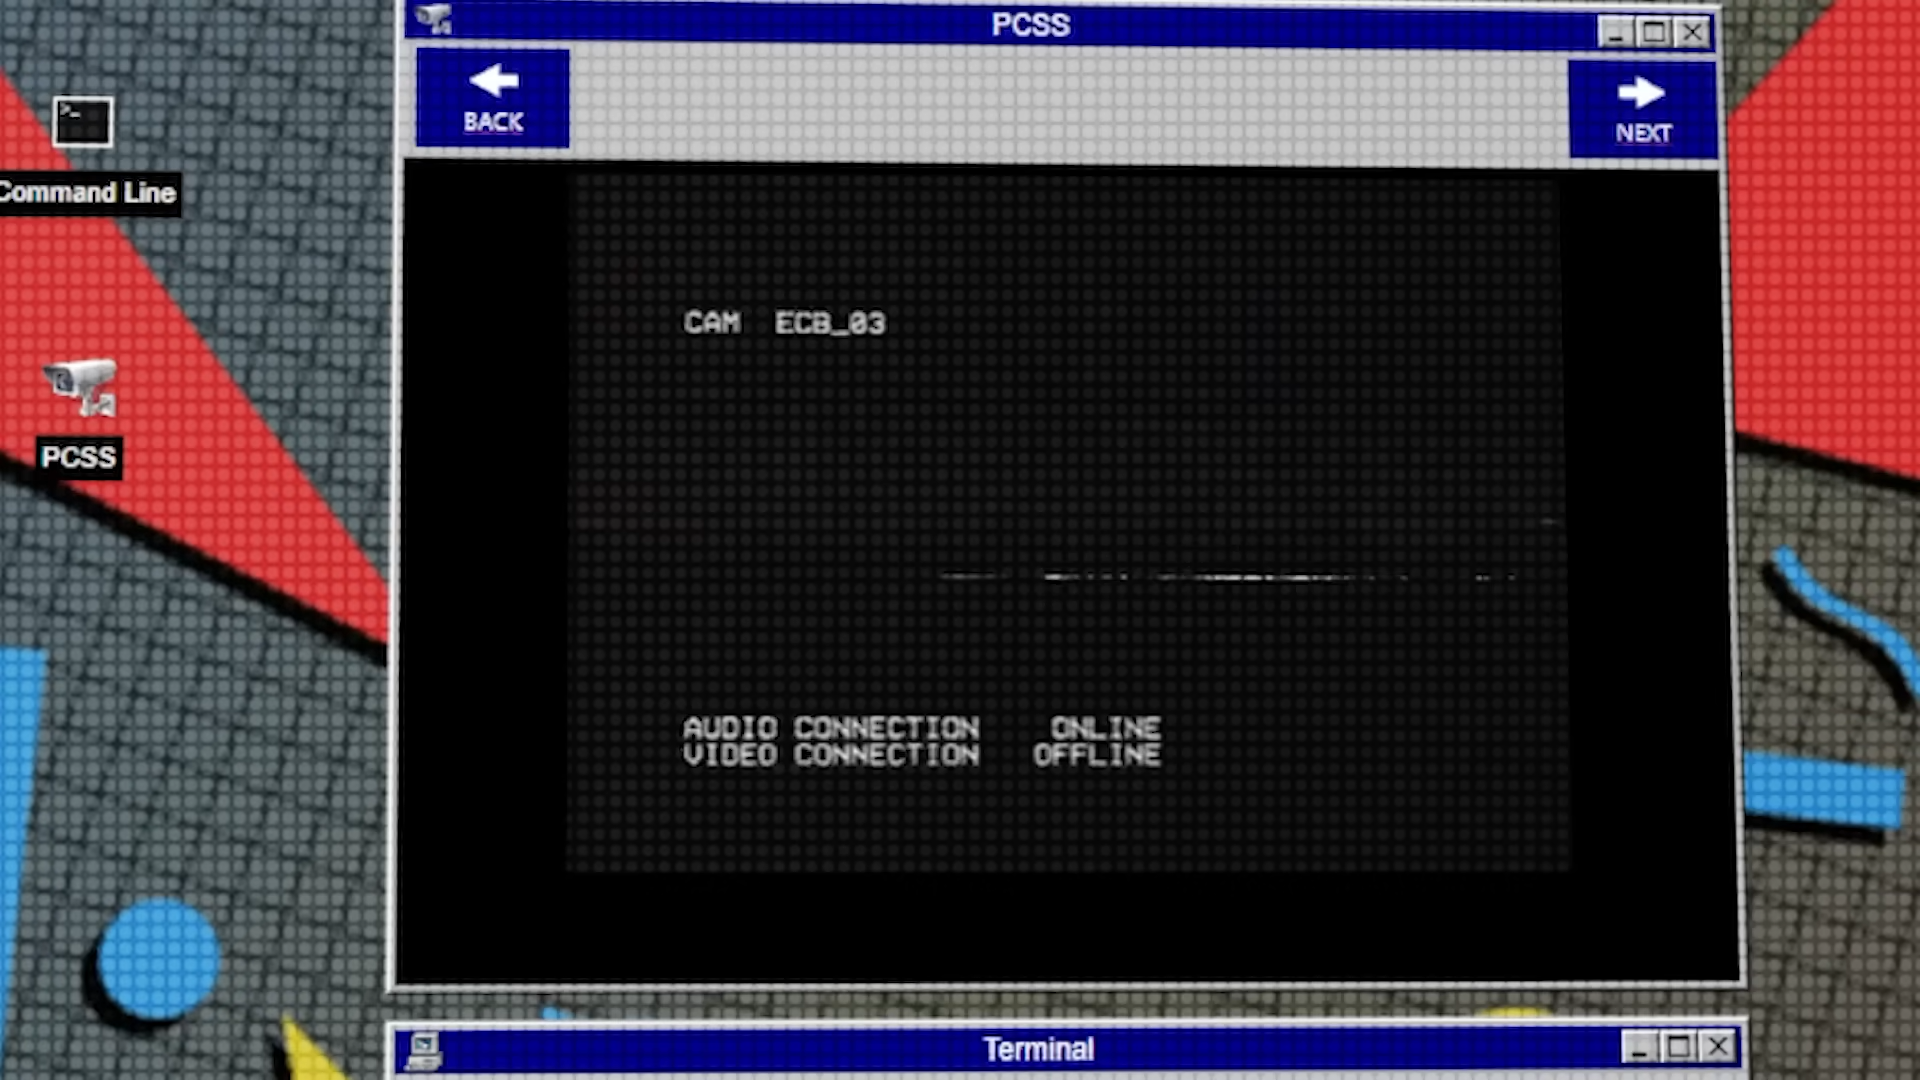 PCSS
BACK
NEXT
Command Line
CAM ECB_03
PCSS
AUDIO CONNECTION ONLINE
VIDEO CONNECTION OFFLINE
Terminal